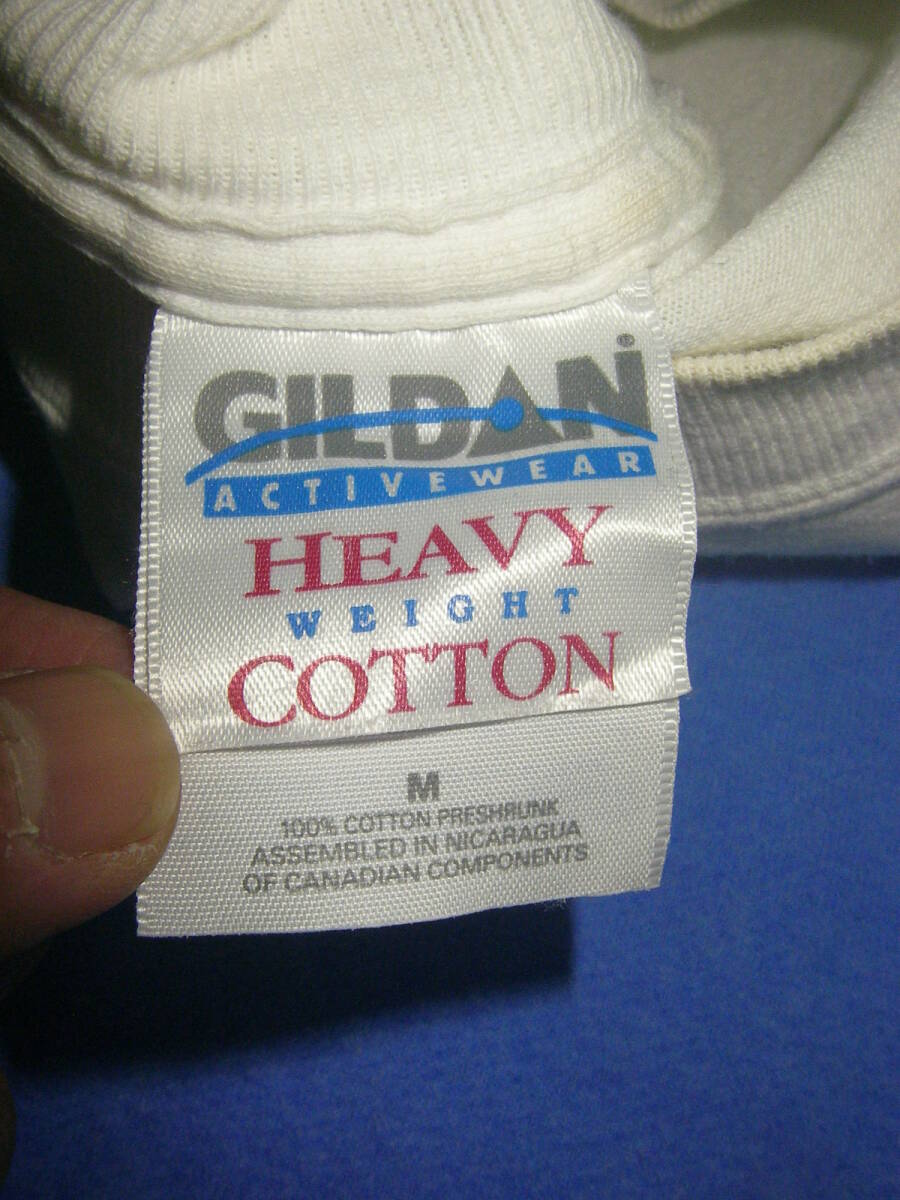 GILDAN®
ACTIVEWEAR
HEAVY
WEIGHT
COTTON
M
100% COTTON PRESHRUNK
ASSEMBLED IN NICARAGUA
OF CANADIAN COMPONENTS